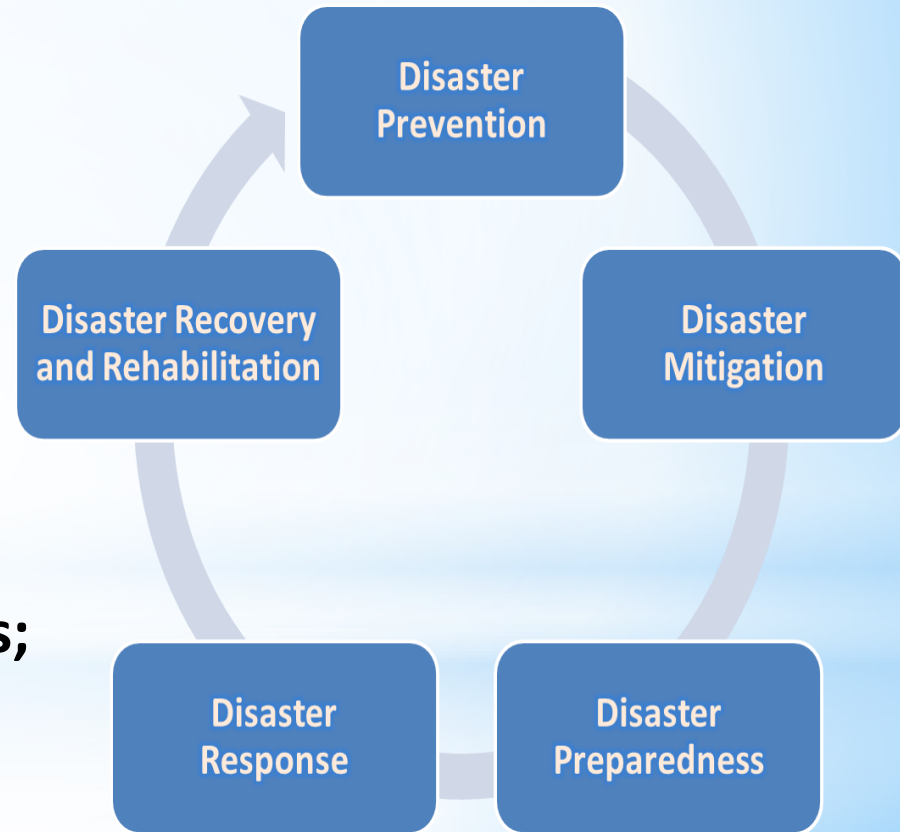 Disaster
Prevention
Disaster Recovery
and Rehabilitation
Disaster
Mitigation
s;
Disaster
Response
Disaster
Preparedness